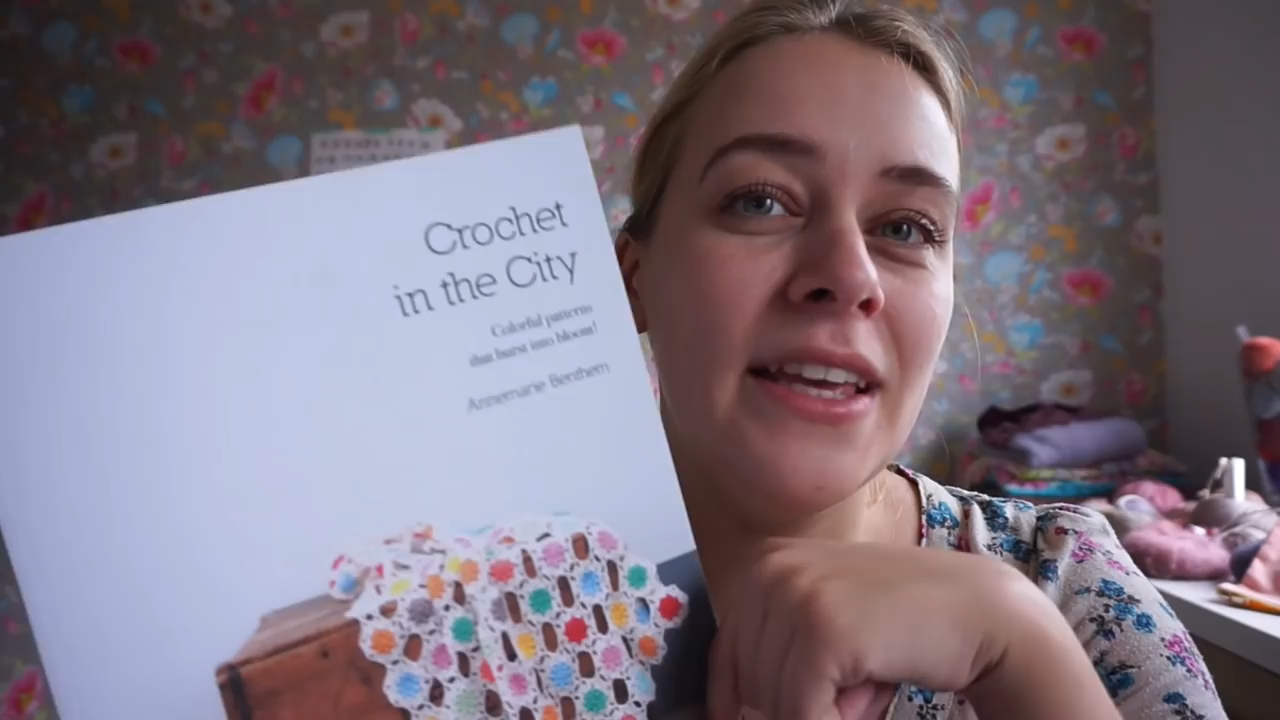 Crochet
in the City
Colorful patterns
that burst into bloom!
Annemarie Benthem